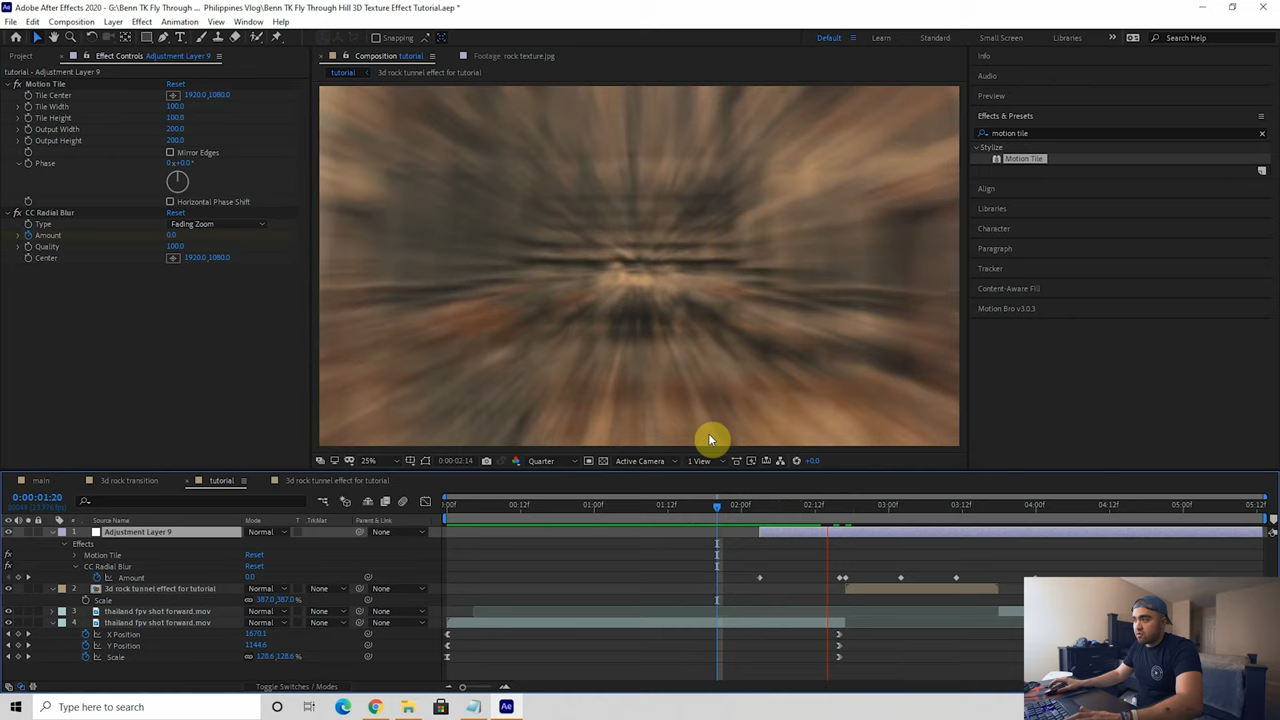 Adobe After Effects 2020 - G:\Benn TK Fly Through ... Philippines Vlog\Benn TK Fly Through Hill 3D Texture Effect Tutorial.aep *
File Edit Composition Layer Effect Animation View Window Help
Snapping
Default Learn Standard Small Screen Libraries Search Help
Project Effect Controls Adjustment Layer 9
Composition tutorial
Footage rock texture.jpg
tutorial - Adjustment Layer 9
tutorial 3d rock tunnel effect for tutorial
fx Motion Tile Reset
Tile Center 1920.0,1080.0
Tile Width 100.0
Tile Height 100.0
Output Width 200.0
Output Height 200.0
Mirror Edges
Phase 0x+0.0°
Horizontal Phase Shift
fx CC Radial Blur Reset
Type Fading Zoom
Amount 0.0
Quality 100.0
Center 1920.0,1080.0
Info
Audio
Preview
Effects & Presets
motion tile
Stylize
Motion Tile
Align
Libraries
Character
Paragraph
Tracker
Content-Aware Fill
Motion Bro v3.0.3
25% 0:00:02:14 Quarter Active Camera 1 View +0.0
main 3d rock transition tutorial 3d rock tunnel effect for tutorial
0:00:01:20
:00f 00:12f 01:00f 01:12f 02:00f 02:12f 03:00f 03:12f 04:00f 04:12f 05:00f 05:12f
# Source Name Mode T TrkMat Parent & Link
1 Adjustment Layer 9 Normal None
Effects
Motion Tile Reset
CC Radial Blur Reset
Amount 0.0
2 3d rock tunnel effect for tutorial Normal None None
Scale 387.0,387.0%
3 thailand fpv shot forward.mov Normal None None
4 thailand fpv shot forward.mov Normal None None
X Position 1670.1
Y Position 1144.6
Scale 128.6,128.6%
Toggle Switches / Modes
Type here to search